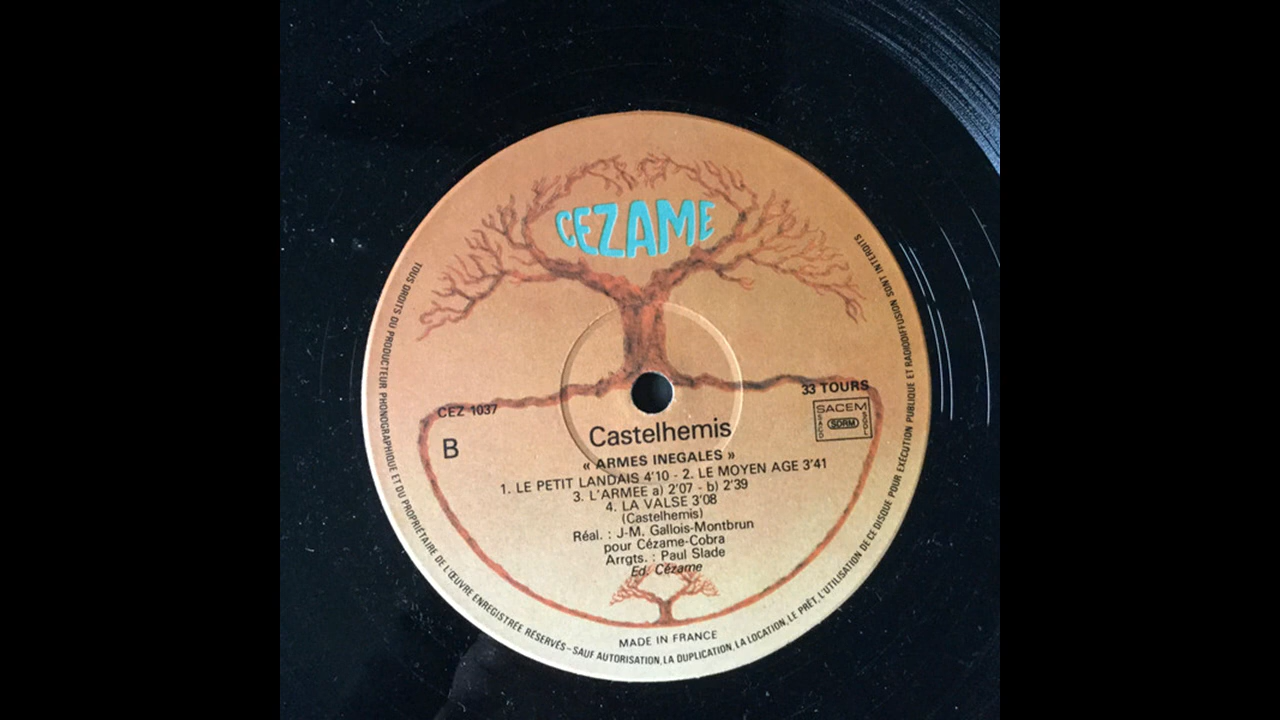 CEZAME
TOUS DROITS DU PRODUCTEUR PHONOGRAPHIQUE ET DU PROPRIÉTAIRE DE L'ŒUVRE ENREGISTRÉE RÉSERVÉS - SAUF AUTORISATION, LA DUPLICATION, LA LOCATION, LE PRÊT, L'UTILISATION DE CE DISQUE POUR EXÉCUTION PUBLIQUE ET RADIODIFFUSION SONT INTERDITS
33 TOURS
CEZ 1037
SACEM
SACD
SDRM
SGDL
B
Castelhemis
« ARMES INEGALES »
1. LE PETIT LANDAIS 4'10 - 2. LE MOYEN AGE 3'41
3. L'ARMEE a) 2'07 - b) 2'39
4. LA VALSE 3'08
(Castelhemis)
Réal. : J-M. Gallois-Montbrun
pour Cézame-Cobra
Arrgts. : Paul Slade
Ed. Cézame
MADE IN FRANCE